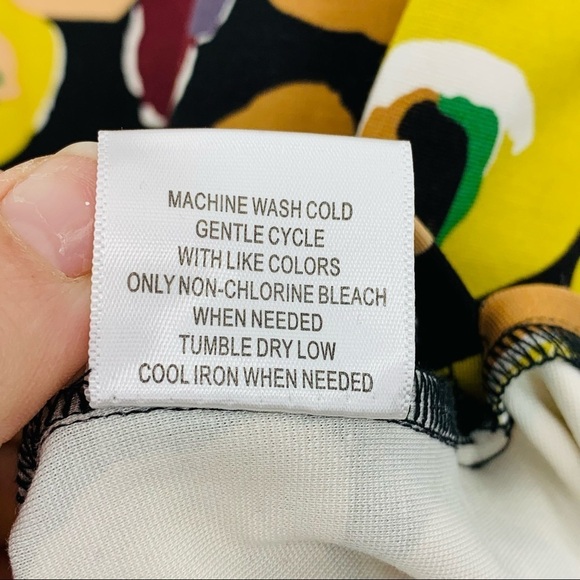 MACHINE WASH COLD
GENTLE CYCLE
WITH LIKE COLORS
ONLY NON-CHLORINE BLEACH
WHEN NEEDED
TUMBLE DRY LOW
COOL IRON WHEN NEEDED